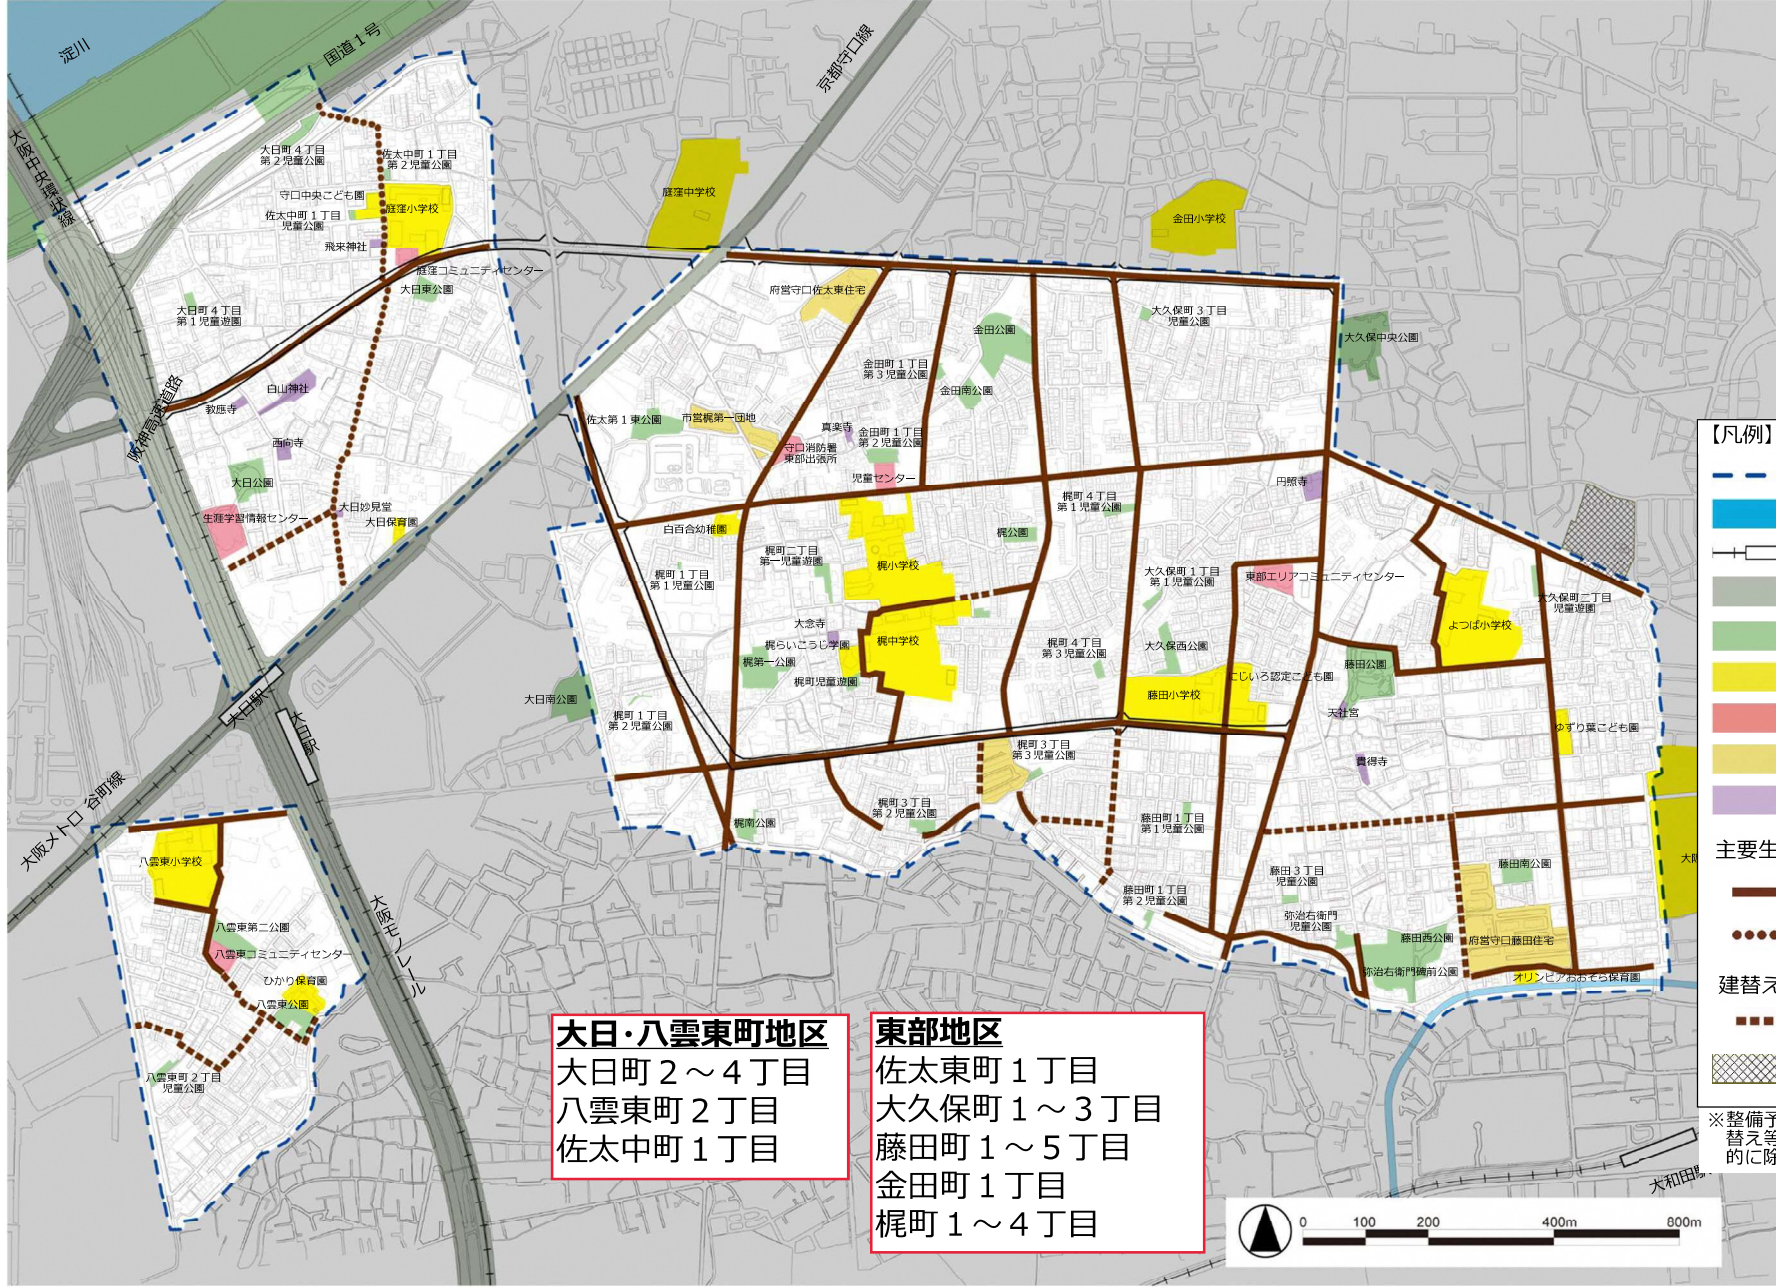 淀川
国道１号
京都守口線
大阪中央環状線
大日町４丁目
第２児童公園
佐太中町１丁目
第２児童公園
守口中央こども園
佐太中町１丁目
児童公園
庭窪小学校
飛来神社
庭窪コミュニティセンター
大日東公園
大日町４丁目
第１児童遊園
阪神高速道路
白山神社
教應寺
西向寺
大日公園
生涯学習情報センター
大日妙見堂
大日保育園
庭窪中学校
金田小学校
府営守口佐太東住宅
金田公園
大久保町３丁目
児童公園
大久保中央公園
金田町１丁目
第３児童公園
金田南公園
佐太第１東公園
市営梶第一団地
真楽寺
金田町１丁目
第２児童公園
守口消防署
東部出張所
児童センター
円照寺
梶町４丁目
第１児童公園
白百合幼稚園
梶公園
梶町二丁目
第一児童遊園
梶小学校
梶町１丁目
第１児童公園
大久保町１丁目
第１児童公園
東部エリアコミュニティセンター
大久保町二丁目
児童遊園
よつば小学校
大念寺
梶らいこうじ学園
梶中学校
梶町４丁目
第３児童公園
大久保西公園
梶第一公園
藤田公園
梶町児童遊園
にじいろ認定こども園
藤田小学校
大日南公園
梶町１丁目
第２児童公園
天社宮
ゆずり葉こども園
大日駅
大日駅
梶町３丁目
第３児童公園
貴得寺
大阪メトロ 谷町線
梶町３丁目
第２児童公園
梶南公園
藤田町１丁目
第１児童公園
八雲東小学校
藤田３丁目
児童公園
藤田南公園
藤田町１丁目
第２児童公園
弥治右衛門
児童公園
八雲東第二公園
八雲東コミュニティセンター
大阪モノレール
藤田西公園
府営守口藤田住宅
ひかり保育園
八雲東公園
弥治右衛門碑前公園
オリンピアおおぞら保育園
八雲東町２丁目
児童公園
大和田駅
大阪
【凡例】
主要生
建替え
※整備予
替え等
的に除
大日・八雲東町地区
大日町２～４丁目
八雲東町２丁目
佐太中町１丁目
東部地区
佐太東町１丁目
大久保町１～３丁目
藤田町１～５丁目
金田町１丁目
梶町１～４丁目
0 100 200 400m 800m